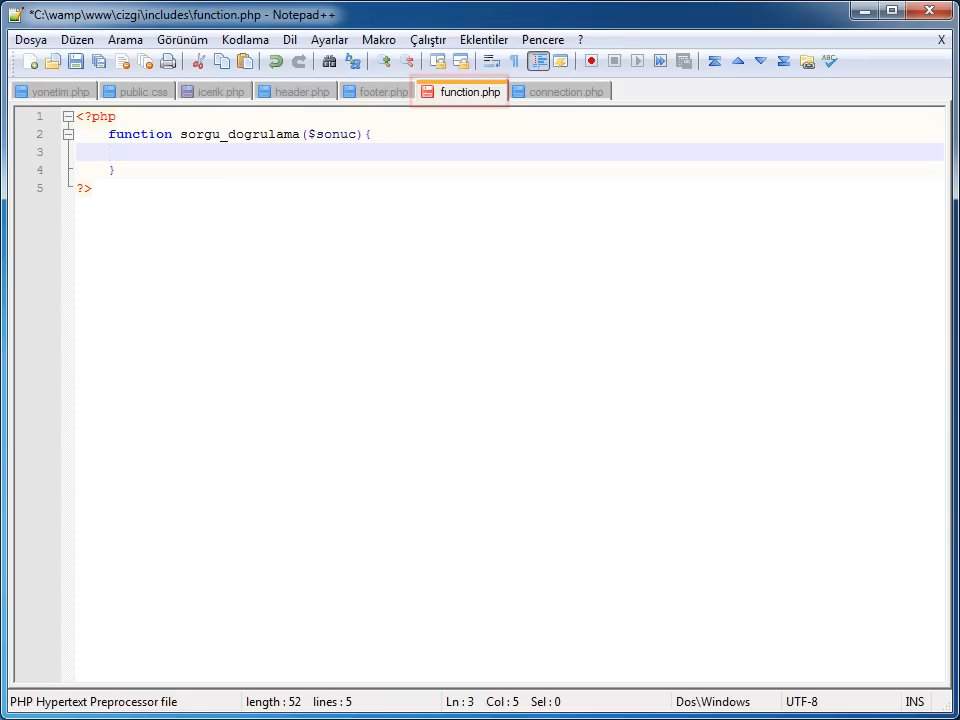 *C:\wamp\www\cizgi\includes\function.php - Notepad++
Dosya Düzen Arama Görünüm Kodlama Dil Ayarlar Makro Çalıştır Eklentiler Pencere ? X
yonetim.php public.css icerik.php header.php footer.php function.php connection.php
1 <?php
2 function sorgu_dogrulama($sonuc){
3
4 }
5 ?>
PHP Hypertext Preprocessor file length : 52 lines : 5 Ln : 3 Col : 5 Sel : 0 Dos\Windows UTF-8 INS